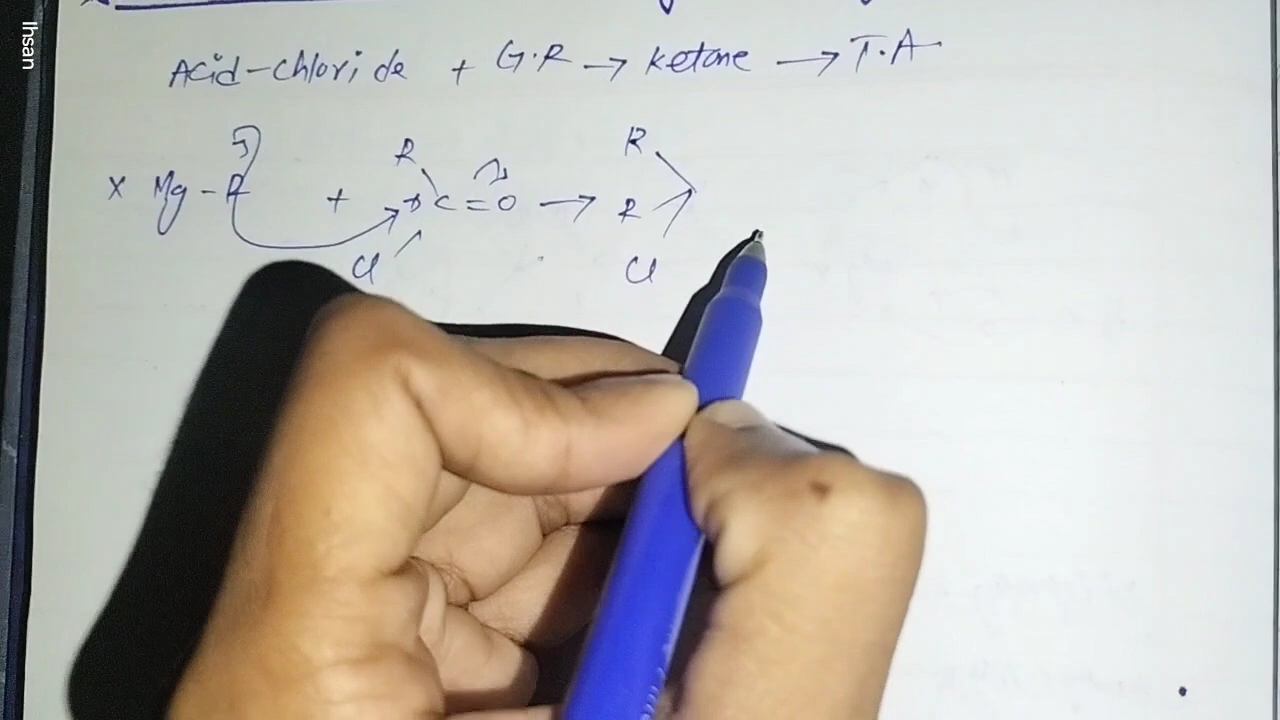 Acid-chloride + G.R → ketone → T.A
R R
X Mg-R + C=O → R
Cl Cl
Ihsan